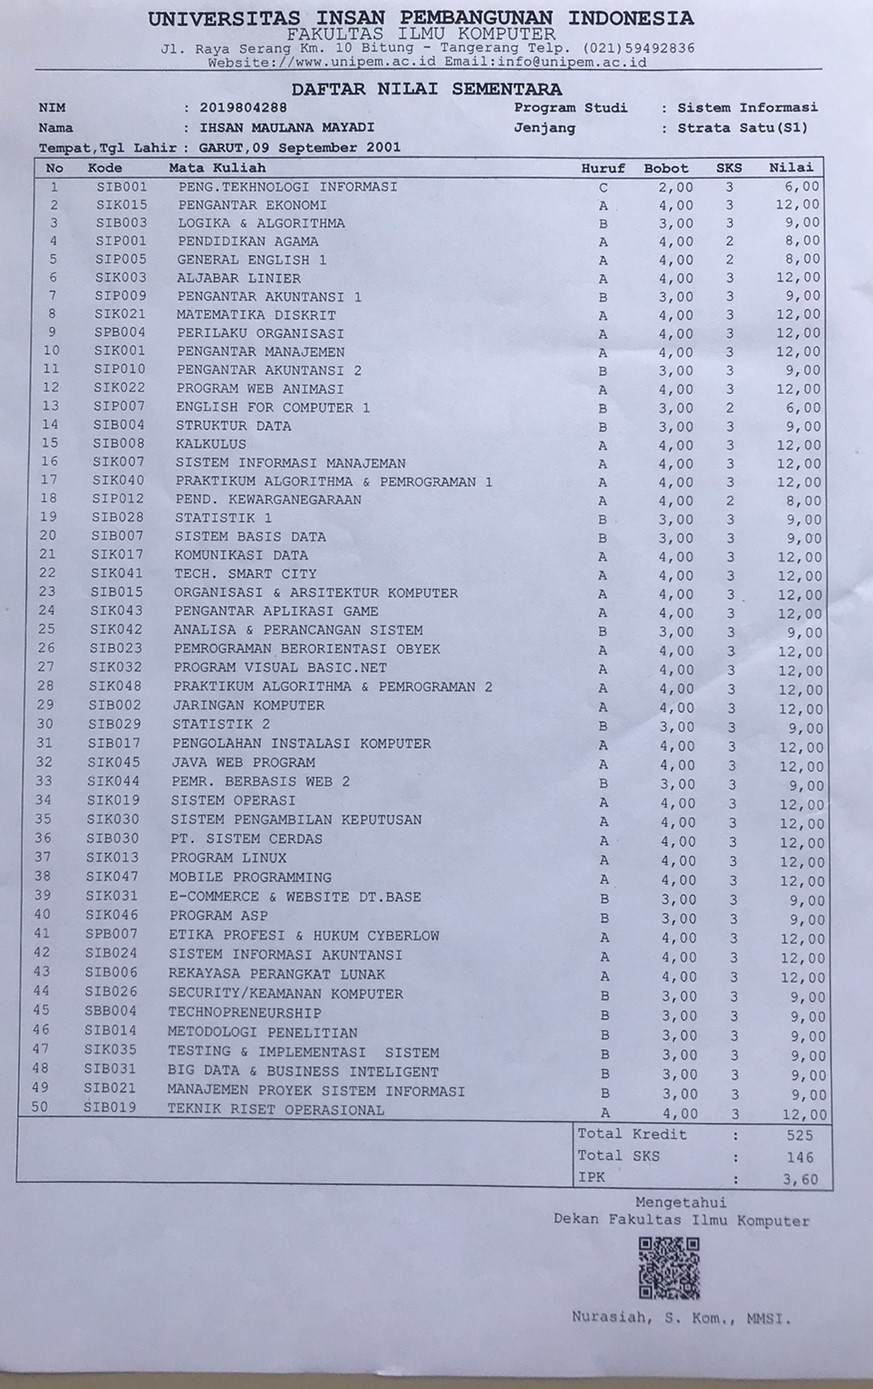 UNIVERSITAS INSAN PEMBANGUNAN INDONESIA
FAKULTAS ILMU KOMPUTER
Jl. Raya Serang Km. 10 Bitung - Tangerang Telp. (021)59492836
Website://www.unipem.ac.id Email:info@unipem.ac.id
DAFTAR NILAI SEMENTARA
NIM : 2019804288 Program Studi : Sistem Informasi
Nama : IHSAN MAULANA MAYADI Jenjang : Strata Satu(S1)
Tempat,Tgl Lahir : GARUT,09 September 2001
No Kode Mata Kuliah Huruf Bobot SKS Nilai
1 SIB001 PENG.TEKHNOLOGI INFORMASI C 2,00 3 6,00
2 SIK015 PENGANTAR EKONOMI A 4,00 3 12,00
3 SIB003 LOGIKA & ALGORITHMA B 3,00 3 9,00
4 SIP001 PENDIDIKAN AGAMA A 4,00 2 8,00
5 SIP005 GENERAL ENGLISH 1 A 4,00 2 8,00
6 SIK003 ALJABAR LINIER A 4,00 3 12,00
7 SIP009 PENGANTAR AKUNTANSI 1 B 3,00 3 9,00
8 SIK021 MATEMATIKA DISKRIT A 4,00 3 12,00
9 SPB004 PERILAKU ORGANISASI A 4,00 3 12,00
10 SIK001 PENGANTAR MANAJEMEN A 4,00 3 12,00
11 SIP010 PENGANTAR AKUNTANSI 2 B 3,00 3 9,00
12 SIK022 PROGRAM WEB ANIMASI A 4,00 3 12,00
13 SIP007 ENGLISH FOR COMPUTER 1 B 3,00 2 6,00
14 SIB004 STRUKTUR DATA B 3,00 3 9,00
15 SIB008 KALKULUS A 4,00 3 12,00
16 SIK007 SISTEM INFORMASI MANAJEMAN A 4,00 3 12,00
17 SIK040 PRAKTIKUM ALGORITHMA & PEMROGRAMAN 1 A 4,00 3 12,00
18 SIP012 PEND. KEWARGANEGARAAN A 4,00 2 8,00
19 SIB028 STATISTIK 1 B 3,00 3 9,00
20 SIB007 SISTEM BASIS DATA B 3,00 3 9,00
21 SIK017 KOMUNIKASI DATA A 4,00 3 12,00
22 SIK041 TECH. SMART CITY A 4,00 3 12,00
23 SIB015 ORGANISASI & ARSITEKTUR KOMPUTER A 4,00 3 12,00
24 SIK043 PENGANTAR APLIKASI GAME A 4,00 3 12,00
25 SIK042 ANALISA & PERANCANGAN SISTEM B 3,00 3 9,00
26 SIB023 PEMROGRAMAN BERORIENTASI OBYEK A 4,00 3 12,00
27 SIK032 PROGRAM VISUAL BASIC.NET A 4,00 3 12,00
28 SIK048 PRAKTIKUM ALGORITHMA & PEMROGRAMAN 2 A 4,00 3 12,00
29 SIB002 JARINGAN KOMPUTER A 4,00 3 12,00
30 SIB029 STATISTIK 2 B 3,00 3 9,00
31 SIB017 PENGOLAHAN INSTALASI KOMPUTER A 4,00 3 12,00
32 SIK045 JAVA WEB PROGRAM A 4,00 3 12,00
33 SIK044 PEMR. BERBASIS WEB 2 B 3,00 3 9,00
34 SIK019 SISTEM OPERASI A 4,00 3 12,00
35 SIK030 SISTEM PENGAMBILAN KEPUTUSAN A 4,00 3 12,00
36 SIB030 PT. SISTEM CERDAS A 4,00 3 12,00
37 SIK013 PROGRAM LINUX A 4,00 3 12,00
38 SIK047 MOBILE PROGRAMMING A 4,00 3 12,00
39 SIK031 E-COMMERCE & WEBSITE DT.BASE B 3,00 3 9,00
40 SIK046 PROGRAM ASP B 3,00 3 9,00
41 SPB007 ETIKA PROFESI & HUKUM CYBERLOW A 4,00 3 12,00
42 SIB024 SISTEM INFORMASI AKUNTANSI A 4,00 3 12,00
43 SIB006 REKAYASA PERANGKAT LUNAK A 4,00 3 12,00
44 SIB026 SECURITY/KEAMANAN KOMPUTER B 3,00 3 9,00
45 SBB004 TECHNOPRENEURSHIP B 3,00 3 9,00
46 SIB014 METODOLOGI PENELITIAN B 3,00 3 9,00
47 SIK035 TESTING & IMPLEMENTASI SISTEM B 3,00 3 9,00
48 SIB031 BIG DATA & BUSINESS INTELIGENT B 3,00 3 9,00
49 SIB021 MANAJEMEN PROYEK SISTEM INFORMASI B 3,00 3 9,00
50 SIB019 TEKNIK RISET OPERASIONAL A 4,00 3 12,00
Total Kredit : 525
Total SKS : 146
IPK : 3,60
Mengetahui
Dekan Fakultas Ilmu Komputer
Nurasiah, S. Kom., MMSI.